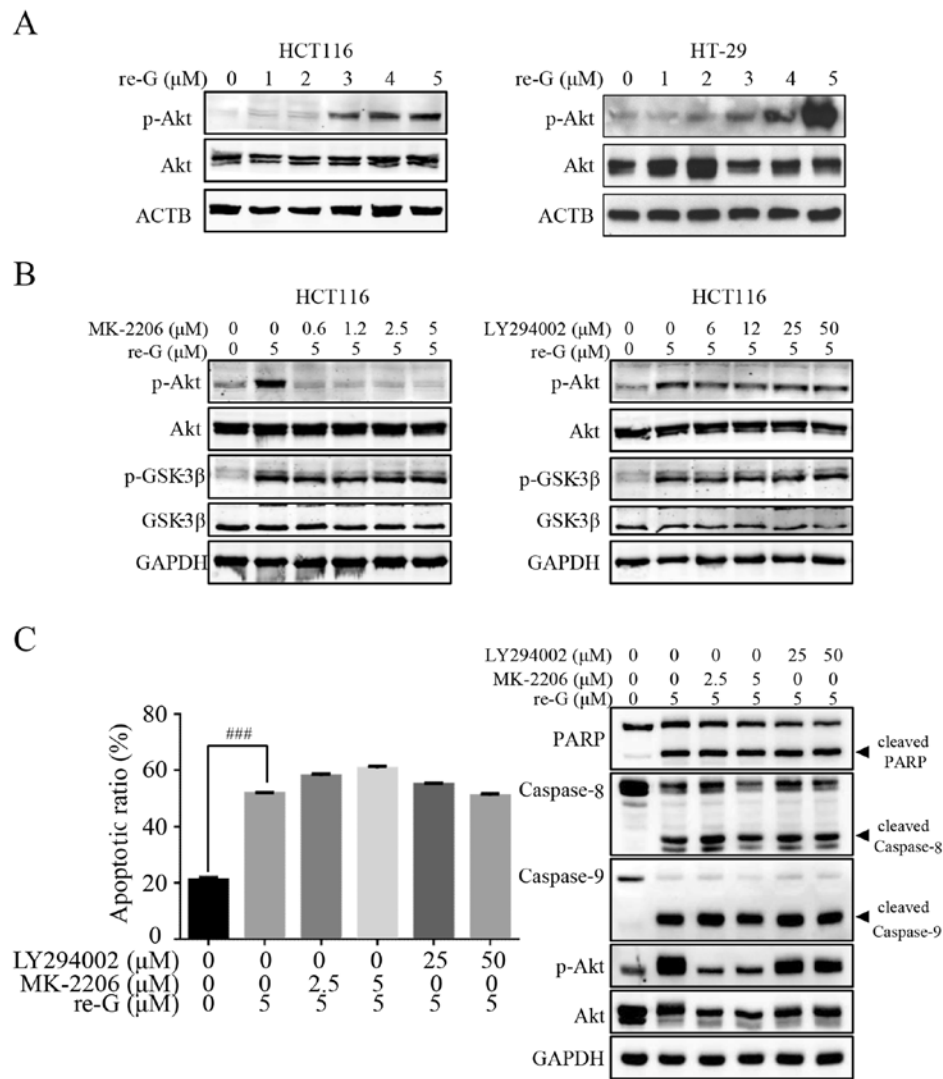 A
HCT116
re-G (μM) 0 1 2 3 4 5
p-Akt
Akt
ACTB
HT-29
re-G (μM) 0 1 2 3 4 5
p-Akt
Akt
ACTB
B
HCT116
MK-2206 (μM) 0 0 0.6 1.2 2.5 5
re-G (μM) 0 5 5 5 5 5
p-Akt
Akt
p-GSK-3β
GSK-3β
GAPDH
HCT116
LY294002 (μM) 0 0 6 12 25 50
re-G (μM) 0 5 5 5 5 5
p-Akt
Akt
p-GSK-3β
GSK-3β
GAPDH
C
Apoptotic ratio (%)
80
60
40
20
0
###
LY294002 (μM) 0 0 0 0 25 50
MK-2206 (μM) 0 0 2.5 5 0 0
re-G (μM) 0 5 5 5 5 5
LY294002 (μM) 0 0 0 0 25 50
MK-2206 (μM) 0 0 2.5 5 0 0
re-G (μM) 0 5 5 5 5 5
PARP
cleaved
PARP
Caspase-8
cleaved
Caspase-8
Caspase-9
cleaved
Caspase-9
p-Akt
Akt
GAPDH